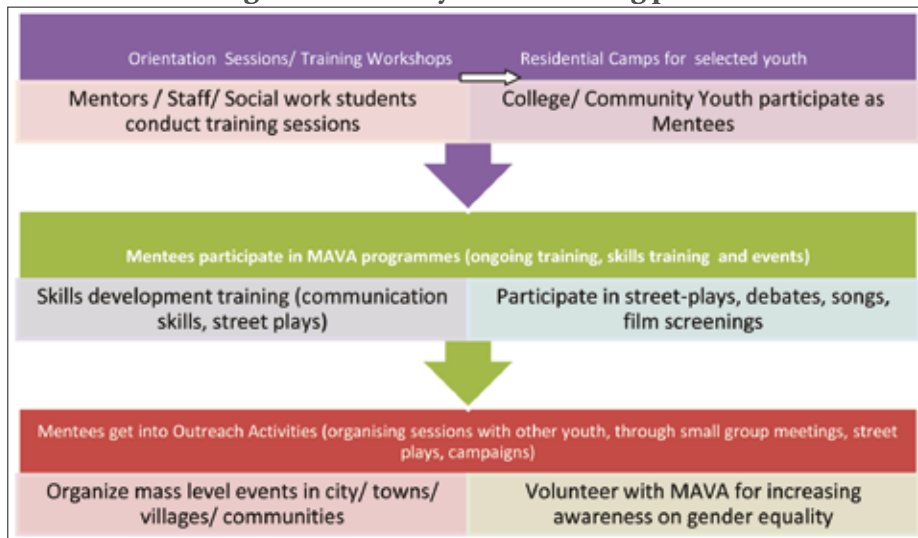 Orientation Sessions/ Training Workshops
Residential Camps for selected youth
Mentors / Staff/ Social work students
conduct training sessions
College/ Community Youth participate as
Mentees
Mentees participate in MAVA programmes (ongoing training, skills training and events)
Skills development training (communication
skills, street plays)
Participate in street-plays, debates, songs,
film screenings
Mentees get into Outreach Activities (organising sessions with other youth, through small group meetings, street
plays, campaigns)
Organize mass level events in city/ towns/
villages/ communities
Volunteer with MAVA for increasing
awareness on gender equality